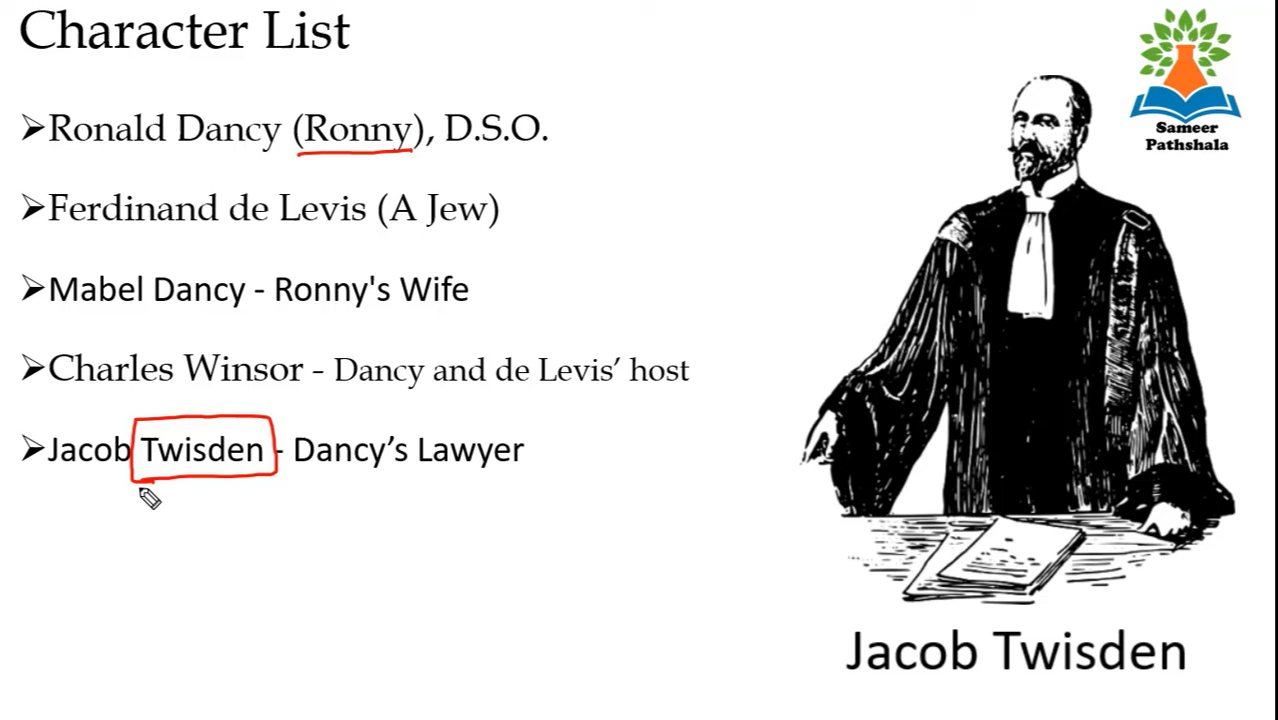 Character List
Sameer
Pathshala
➢Ronald Dancy (Ronny), D.S.O.
➢Ferdinand de Levis (A Jew)
➢Mabel Dancy - Ronny's Wife
➢Charles Winsor - Dancy and de Levis’ host
➢Jacob Twisden - Dancy’s Lawyer
Jacob Twisden